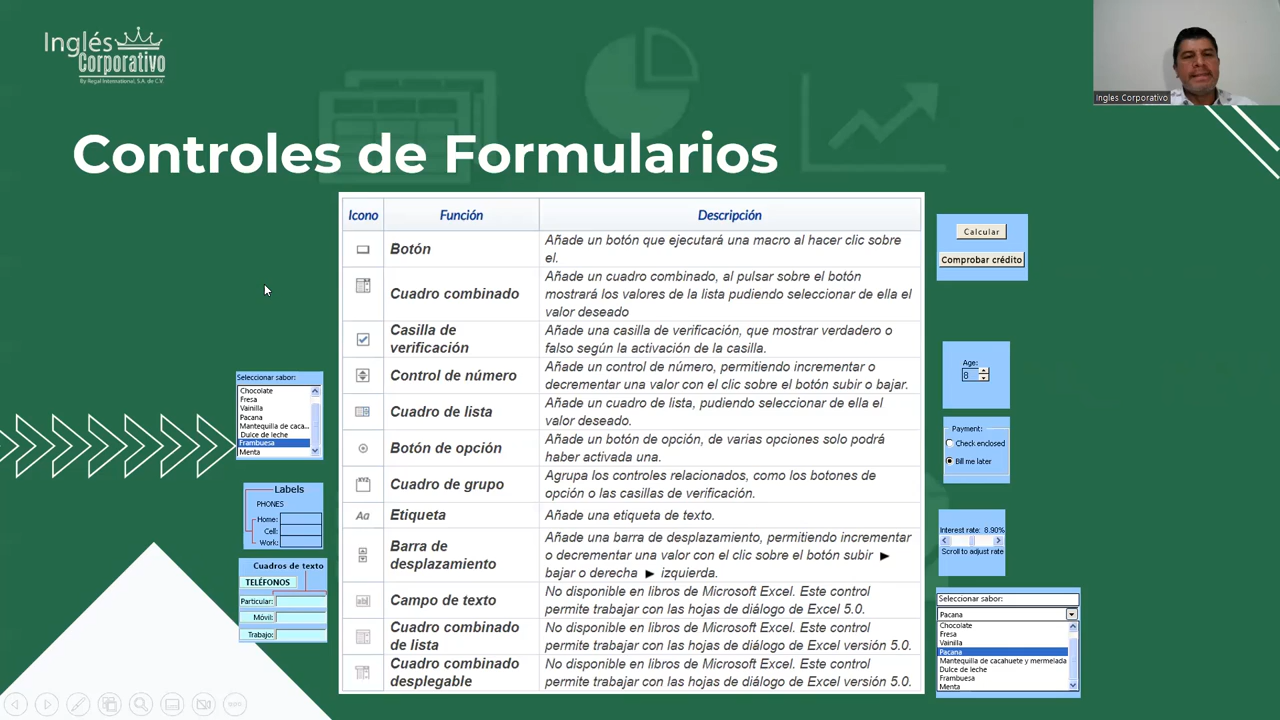 Inglés
Corporativo
By Regal International, S.A. de C.V.
Ingles Corporativo
Controles de Formularios
Icono
Función
Descripción
Botón
Añade un botón que ejecutará una macro al hacer clic sobre
el.
Cuadro combinado
Añade un cuadro combinado, al pulsar sobre el botón
mostrará los valores de la lista pudiendo seleccionar de ella el
valor deseado
Casilla de
verificación
Añade una casilla de verificación, que mostrar verdadero o
falso según la activación de la casilla.
Control de número
Añade un control de número, permitiendo incrementar o
decrementar una valor con el clic sobre el botón subir o bajar.
Cuadro de lista
Añade un cuadro de lista, pudiendo seleccionar de ella el
valor deseado.
Botón de opción
Añade un botón de opción, de varias opciones solo podrá
haber activada una.
XYZ
Cuadro de grupo
Agrupa los controles relacionados, como los botones de
opción o las casillas de verificación.
Aa
Etiqueta
Añade una etiqueta de texto.
Barra de
desplazamiento
Añade una barra de desplazamiento, permitiendo incrementar
o decrementar una valor con el clic sobre el botón subir ►
bajar o derecha ► izquierda.
ab|
Campo de texto
No disponible en libros de Microsoft Excel. Este control
permite trabajar con las hojas de diálogo de Excel 5.0.
Cuadro combinado
de lista
No disponible en libros de Microsoft Excel. Este control
permite trabajar con las hojas de diálogo de Excel versión 5.0.
Cuadro combinado
desplegable
No disponible en libros de Microsoft Excel. Este control
permite trabajar con las hojas de diálogo de Excel versión 5.0.
Seleccionar sabor:
Chocolate
Fresa
Vainilla
Pacana
Mantequilla de caca...
Dulce de leche
Frambuesa
Menta
Labels
PHONES
Home:
Cell:
Work:
Cuadros de texto
TELÉFONOS
Particular:
Móvil:
Trabajo:
Calcular
Comprobar crédito
Age:
8
Payment:
Check enclosed
Bill me later
Interest rate: 8.90%
Scroll to adjust rate
Seleccionar sabor:
Pacana
Chocolate
Fresa
Vainilla
Pacana
Mantequilla de cacahuete y mermelada
Dulce de leche
Frambuesa
Menta